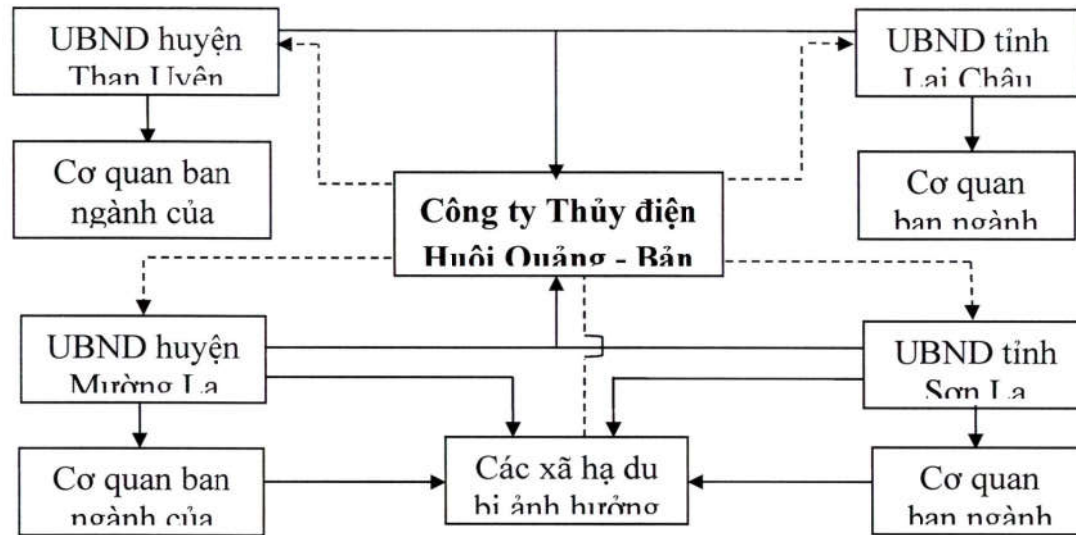 UBND huyện
Than Uyên
UBND tỉnh
Lai Châu
Cơ quan ban
ngành của
Cơ quan
ban ngành
Công ty Thủy điện
Huội Quảng - Bản
UBND huyện
Mường La
UBND tỉnh
Sơn La
Cơ quan ban
ngành của
Các xã hạ du
bị ảnh hưởng
Cơ quan
ban ngành